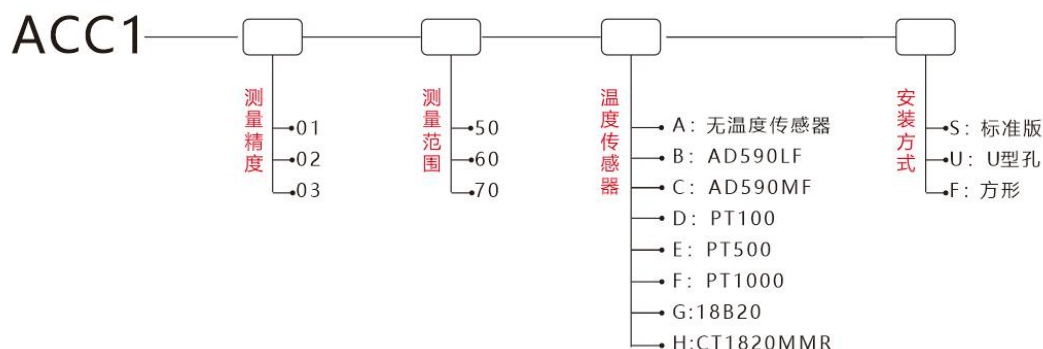 ACC1
测量精度
01
02
03
测量范围
50
60
70
温度传感器
A: 无温度传感器
B: AD590LF
C: AD590MF
D: PT100
E: PT500
F: PT1000
G:18B20
H:CT1820MMR
安装方式
S: 标准版
U: U型孔
F: 方形